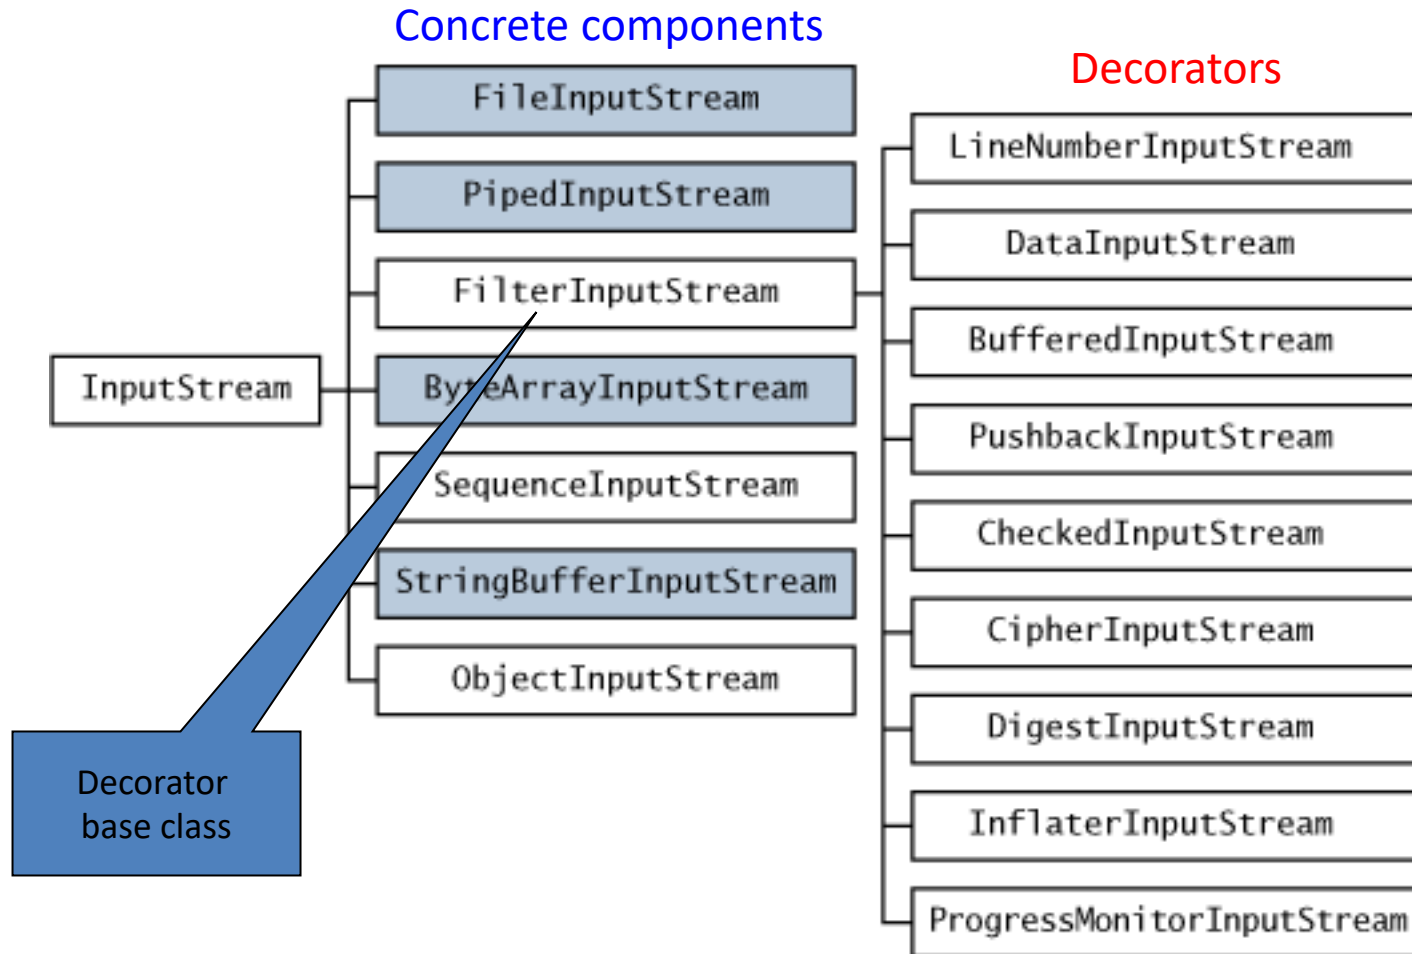 Concrete components
Decorators
InputStream
FileInputStream
PipedInputStream
FilterInputStream
ByteArrayInputStream
SequenceInputStream
StringBufferInputStream
ObjectInputStream
LineNumberInputStream
DataInputStream
BufferedInputStream
PushbackInputStream
CheckedInputStream
CipherInputStream
DigestInputStream
InflaterInputStream
ProgressMonitorInputStream
Decorator
base class